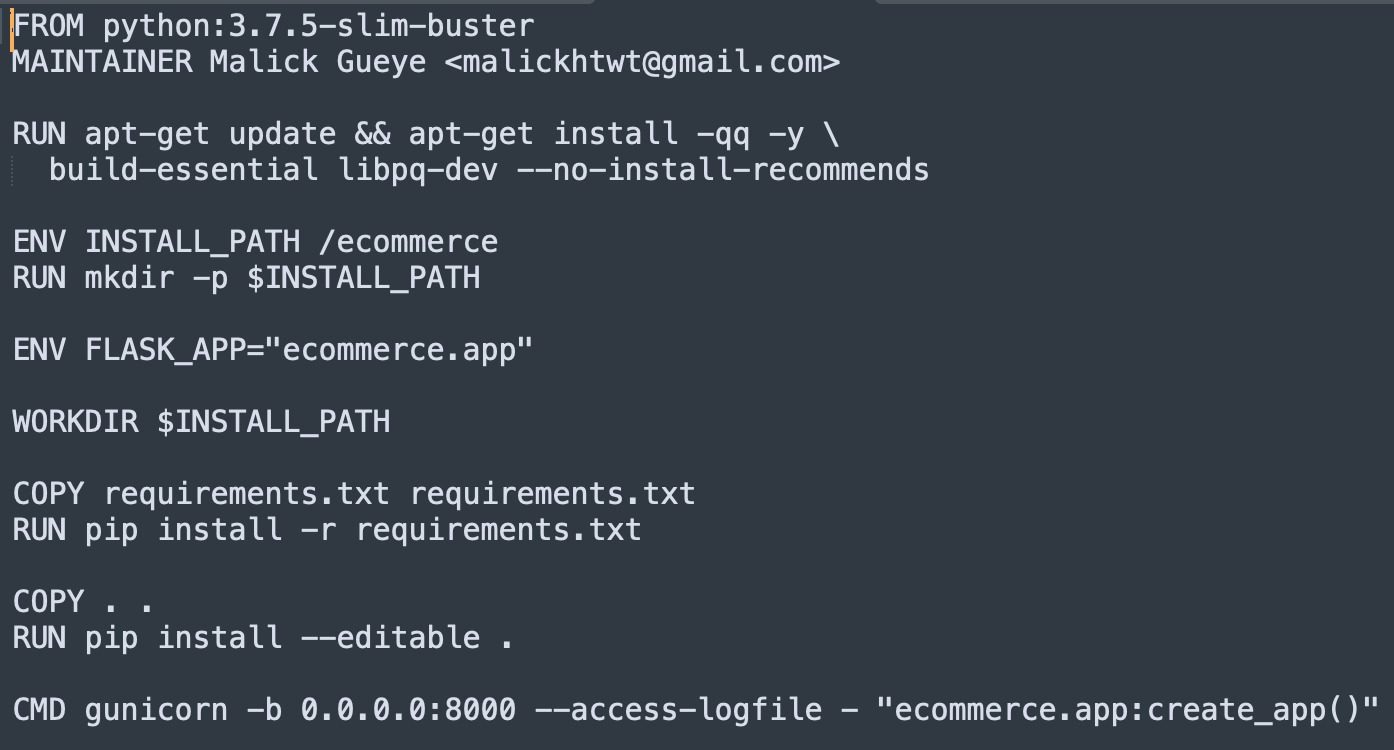 FROM python:3.7.5-slim-buster
MAINTAINER Malick Gueye <malickhtwt@gmail.com>
RUN apt-get update && apt-get install -qq -y \
build-essential libpq-dev --no-install-recommends
ENV INSTALL_PATH /ecommerce
RUN mkdir -p $INSTALL_PATH
ENV FLASK_APP="ecommerce.app"
WORKDIR $INSTALL_PATH
COPY requirements.txt requirements.txt
RUN pip install -r requirements.txt
COPY . .
RUN pip install --editable .
CMD gunicorn -b 0.0.0.0:8000 --access-logfile - "ecommerce.app:create_app()"